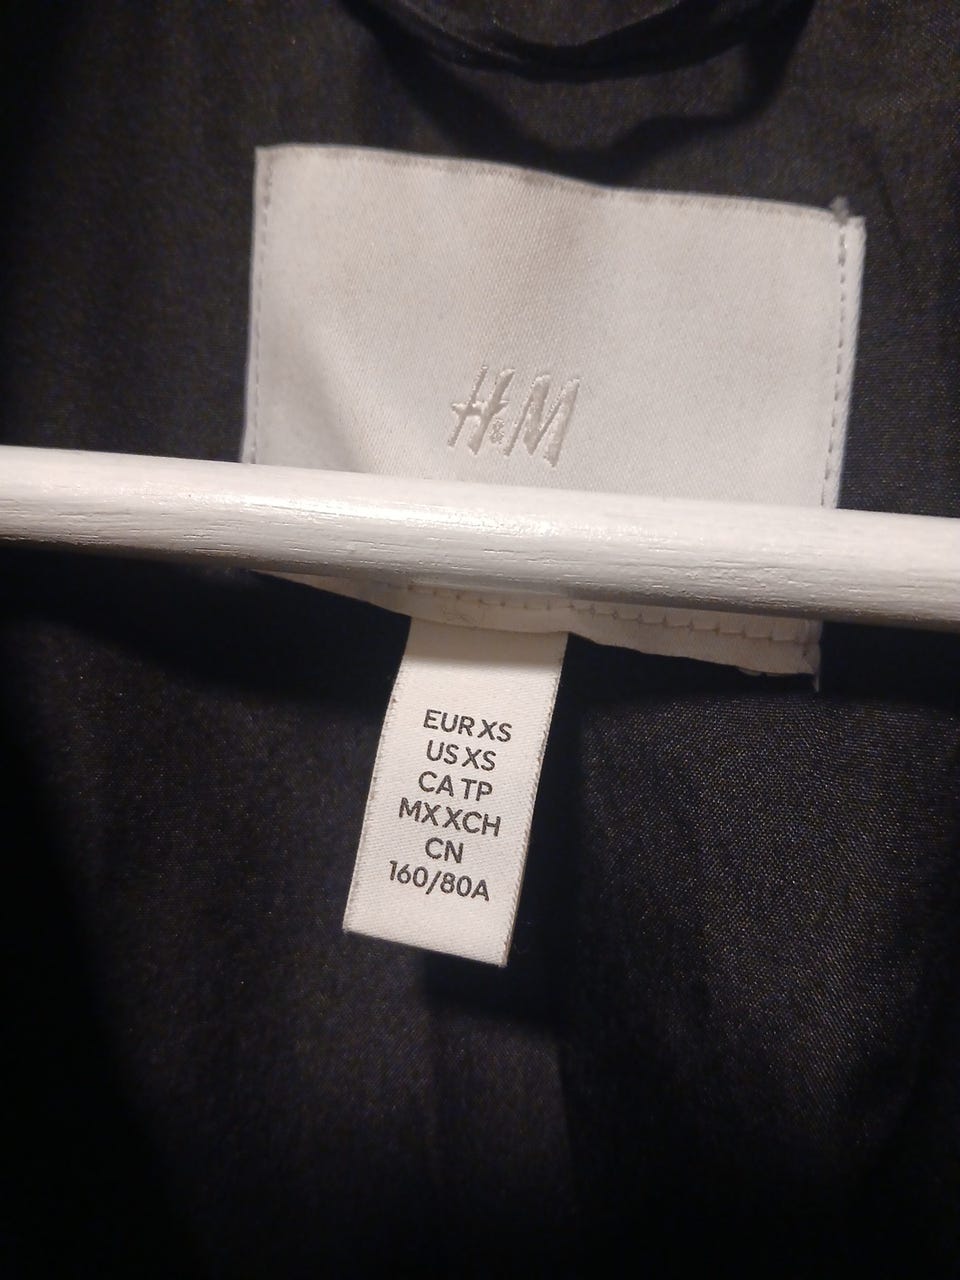 H&M
EUR XS
US XS
CA TP
MX XCH
CN
160/80A